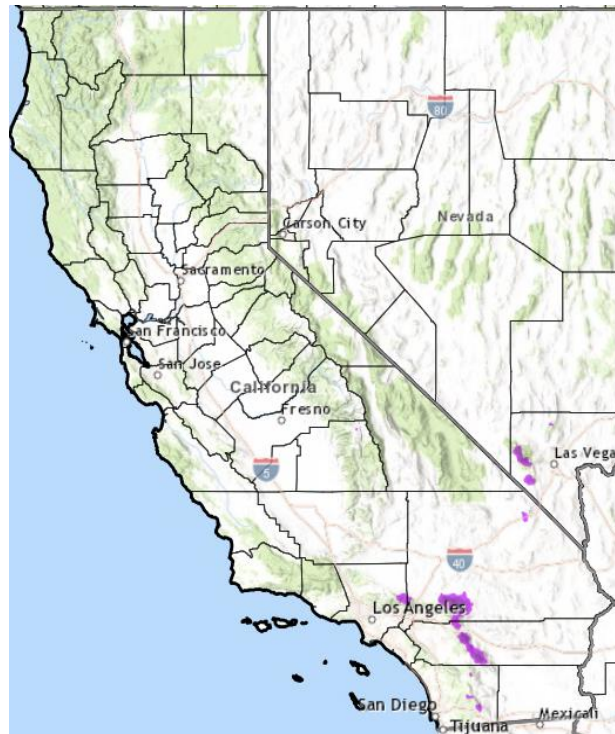 80
Carson City
Nevada
Sacramento
San Francisco
San Jose
California
Fresno
Las Vega
5
40
Los Angeles
San Diego
Mexicali
Tijuana